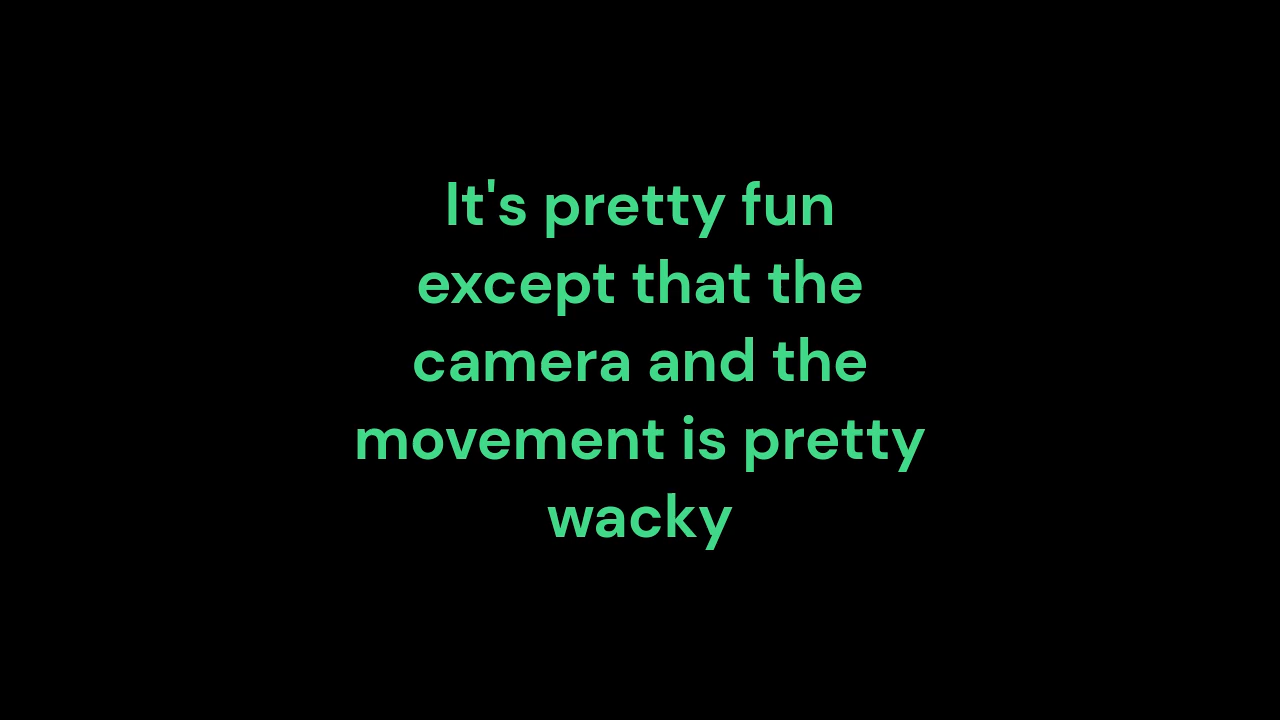 It's pretty fun
except that the
camera and the
movement is pretty
wacky